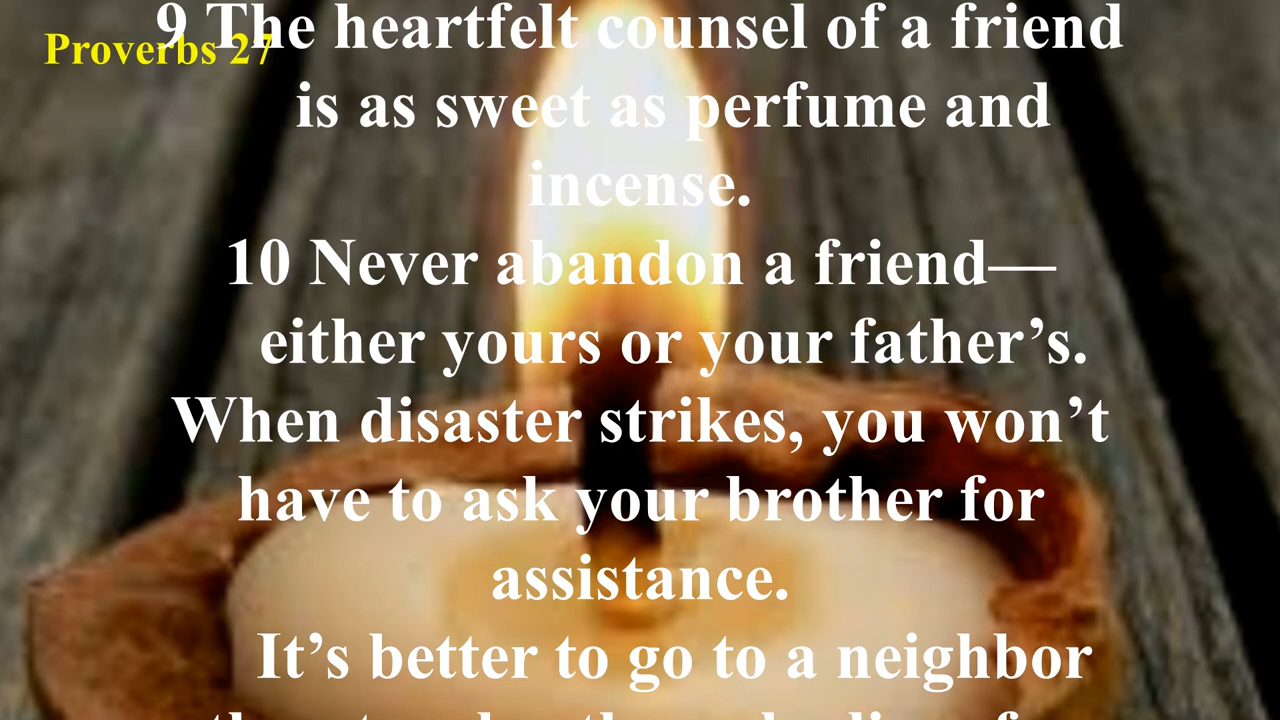 Proverbs 27
9 The heartfelt counsel of a friend
is as sweet as perfume and
incense.
10 Never abandon a friend—
either yours or your father’s.
When disaster strikes, you won’t
have to ask your brother for
assistance.
It’s better to go to a neighbor